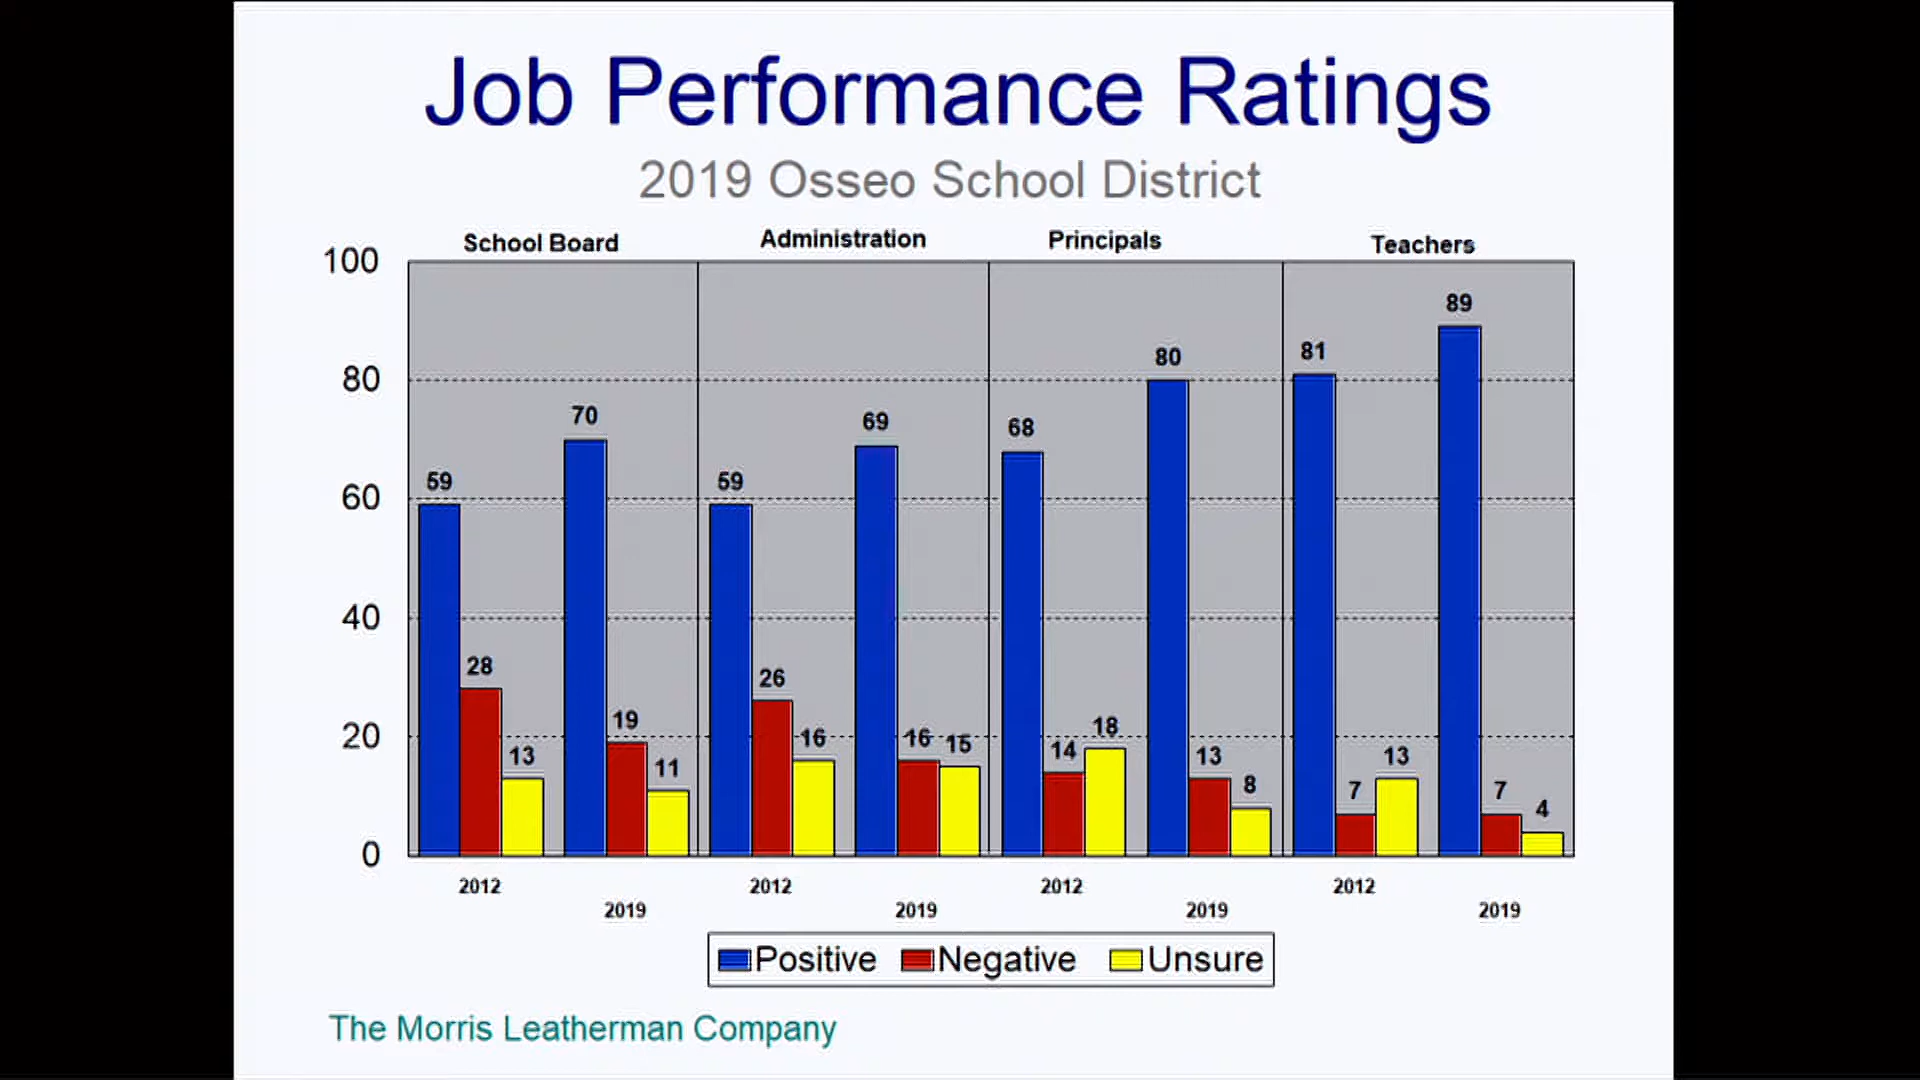 Job Performance Ratings
2019 Osseo School District
School Board Administration Principals Teachers
100
80
60
40
20
0
59 28 13 70 19 11 59 26 16 69 16 15 68 14 18 80 13 8 81 7 13 89 7 4
2012 2012 2012 2012
2019 2019 2019 2019
Positive Negative Unsure
The Morris Leatherman Company